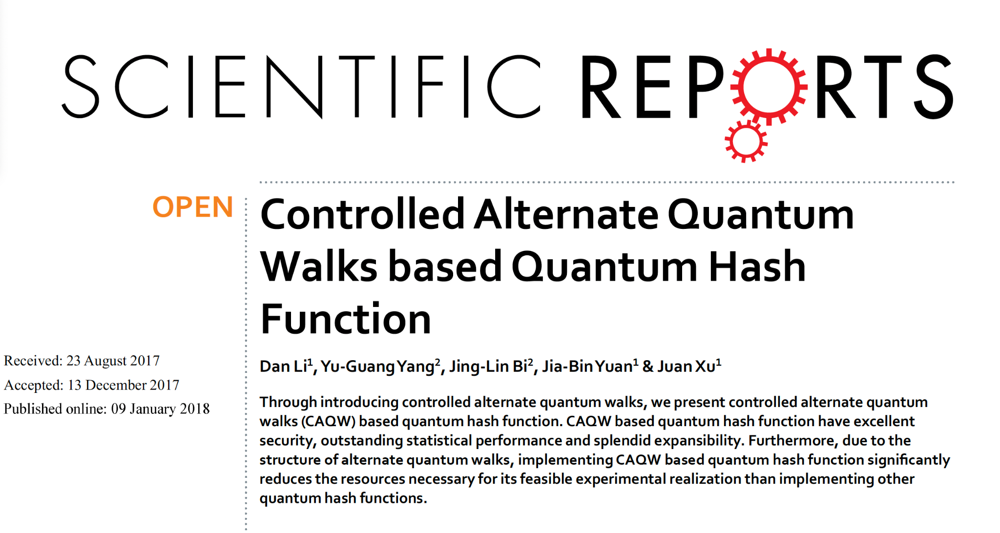 SCIENTIFIC REPORTS
OPEN
Controlled Alternate Quantum
Walks based Quantum Hash
Function
Received: 23 August 2017
Accepted: 13 December 2017
Published online: 09 January 2018
Dan Li1, Yu-Guang Yang2, Jing-Lin Bi2, Jia-Bin Yuan1 & Juan Xu1
Through introducing controlled alternate quantum walks, we present controlled alternate quantum
walks (CAQW) based quantum hash function. CAQW based quantum hash function have excellent
security, outstanding statistical performance and splendid expansibility. Furthermore, due to the
structure of alternate quantum walks, implementing CAQW based quantum hash function significantly
reduces the resources necessary for its feasible experimental realization than implementing other
quantum hash functions.